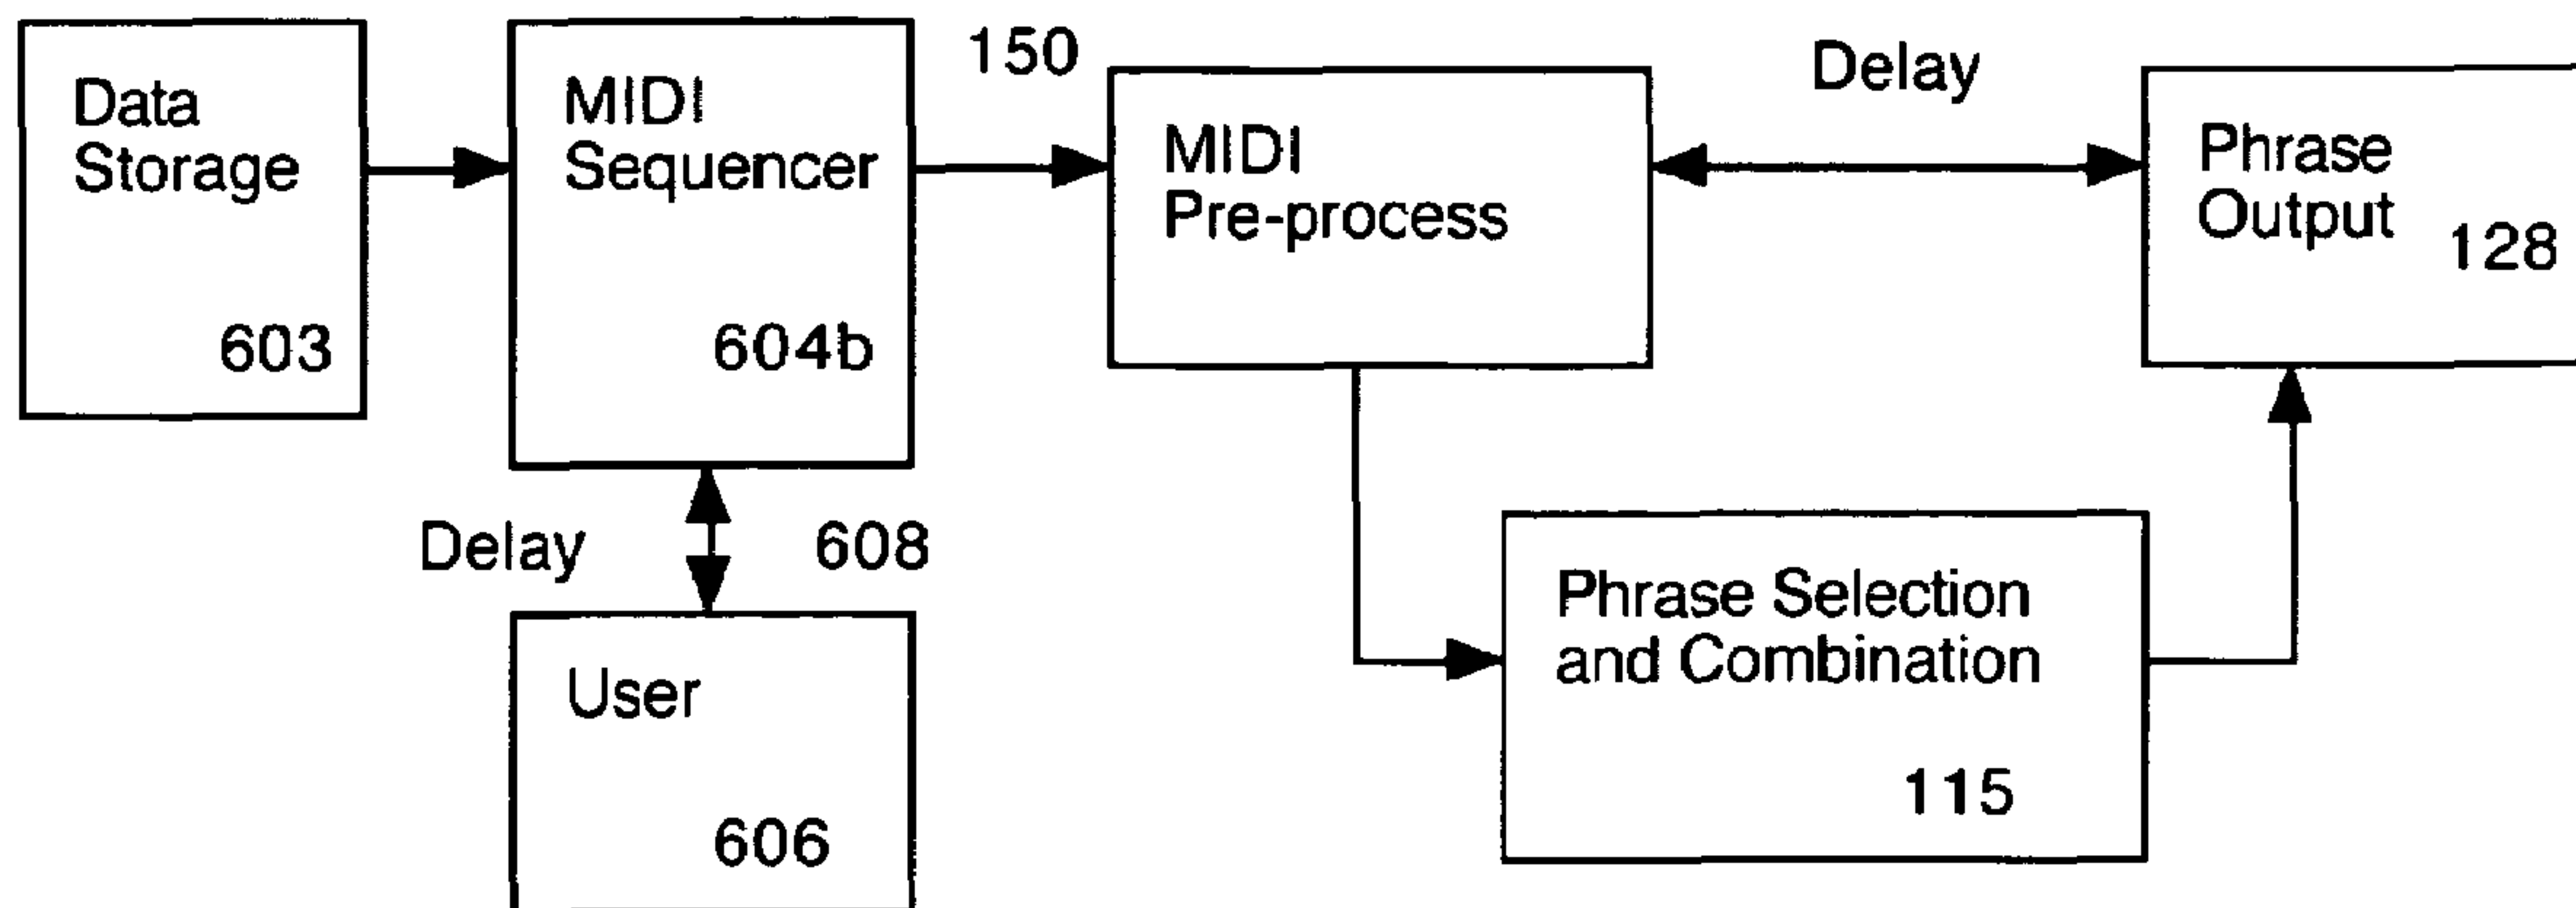 Data
Storage
603
MIDI
Sequencer
604b
150
MIDI
Pre-process
Delay
Phrase
Output
128
Delay
608
User
606
Phrase Selection
and Combination
115